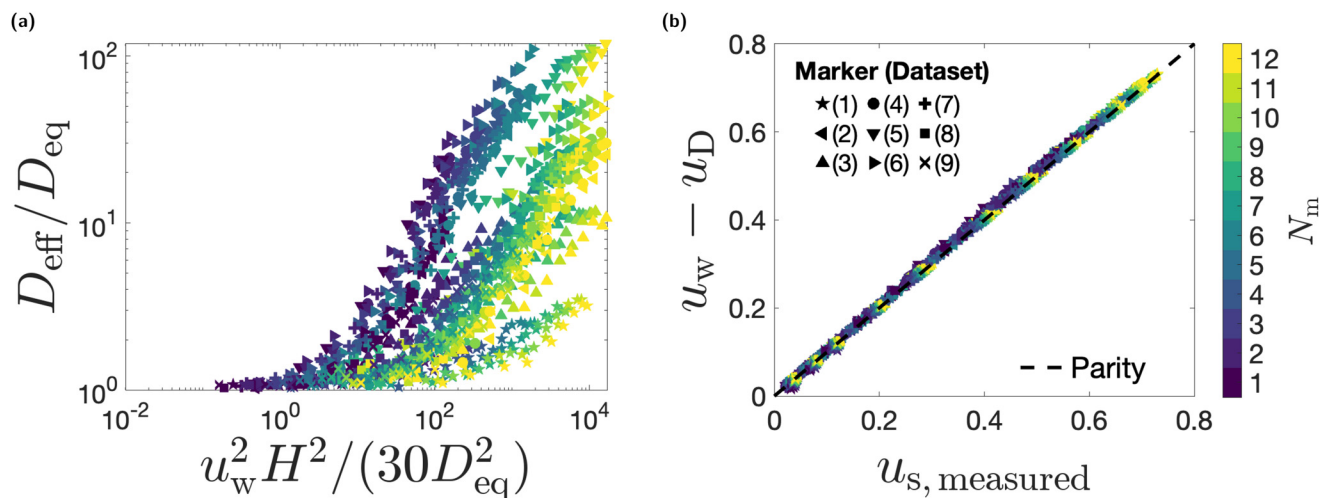 (a)
10^2
10^1
10^0
D_eff/D_eq
10^-2
10^0
10^2
10^4
u_w^2 H^2/(30D_eq^2)
(b)
0.8
0.6
0.4
0.2
0
u_w − u_D
Marker (Dataset)
★(1) ●(4) ✚(7)
◀(2) ▼(5) ■(8)
▲(3) ▶(6) ×(9)
Parity
0
0.2
0.4
0.6
0.8
u_s, measured
12
11
10
9
8
7
6
5
4
3
2
1
N_m